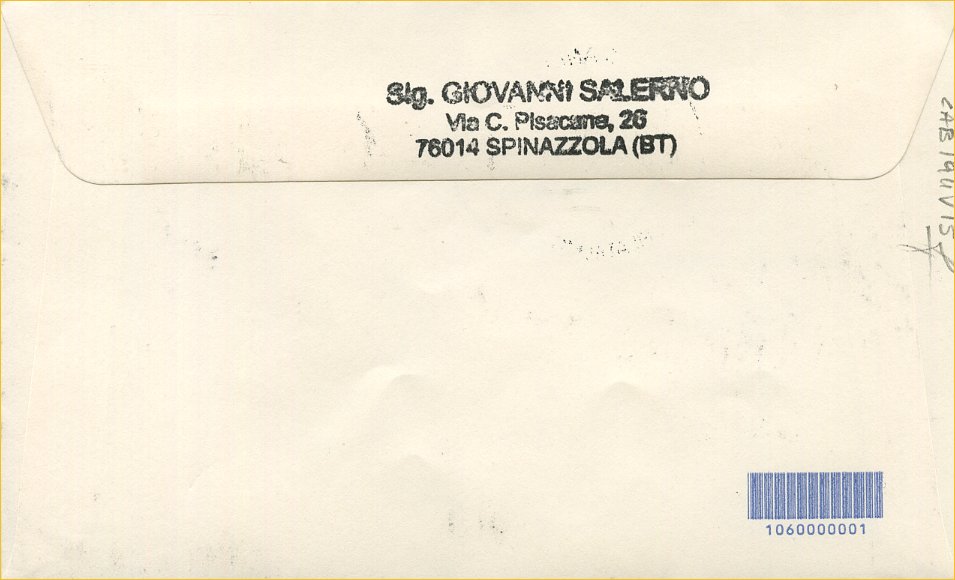 Sig. GIOVANNI SALERNO
Via C. Pisacane, 26
76014 SPINAZZOLA (BT)
1060000001